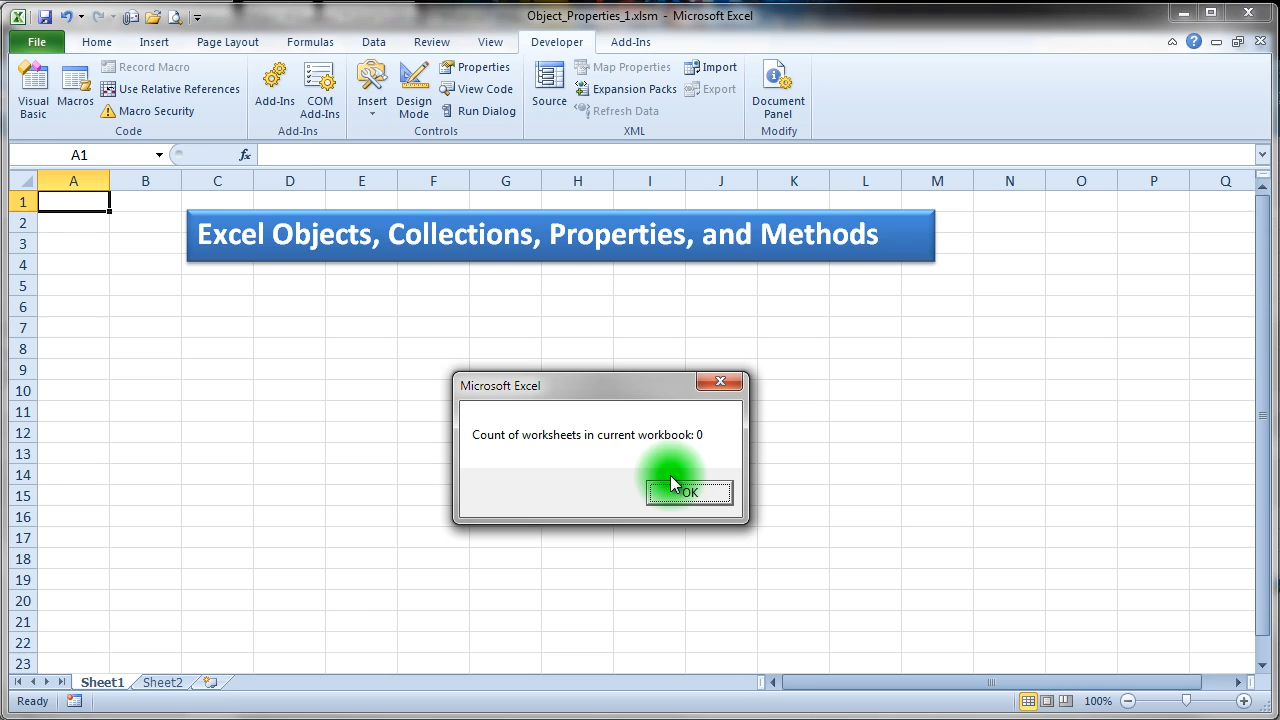 Object_Properties_1.xlsm - Microsoft Excel
File Home Insert Page Layout Formulas Data Review View Developer Add-Ins
Visual Basic
Macros
Record Macro
Use Relative References
Macro Security
Code
Add-Ins
COM Add-Ins
Add-Ins
Insert
Design Mode
Properties
View Code
Run Dialog
Controls
Source
Map Properties
Expansion Packs
Refresh Data
Import
Export
XML
Document Panel
Modify
A1 fx
A B C D E F G H I J K L M N O P Q
1
2
3
4
5
6
7
8
9
10
11
12
13
14
15
16
17
18
19
20
21
22
23
Excel Objects, Collections, Properties, and Methods
Microsoft Excel
Count of worksheets in current workbook: 0
OK
Sheet1 Sheet2
Ready 100%